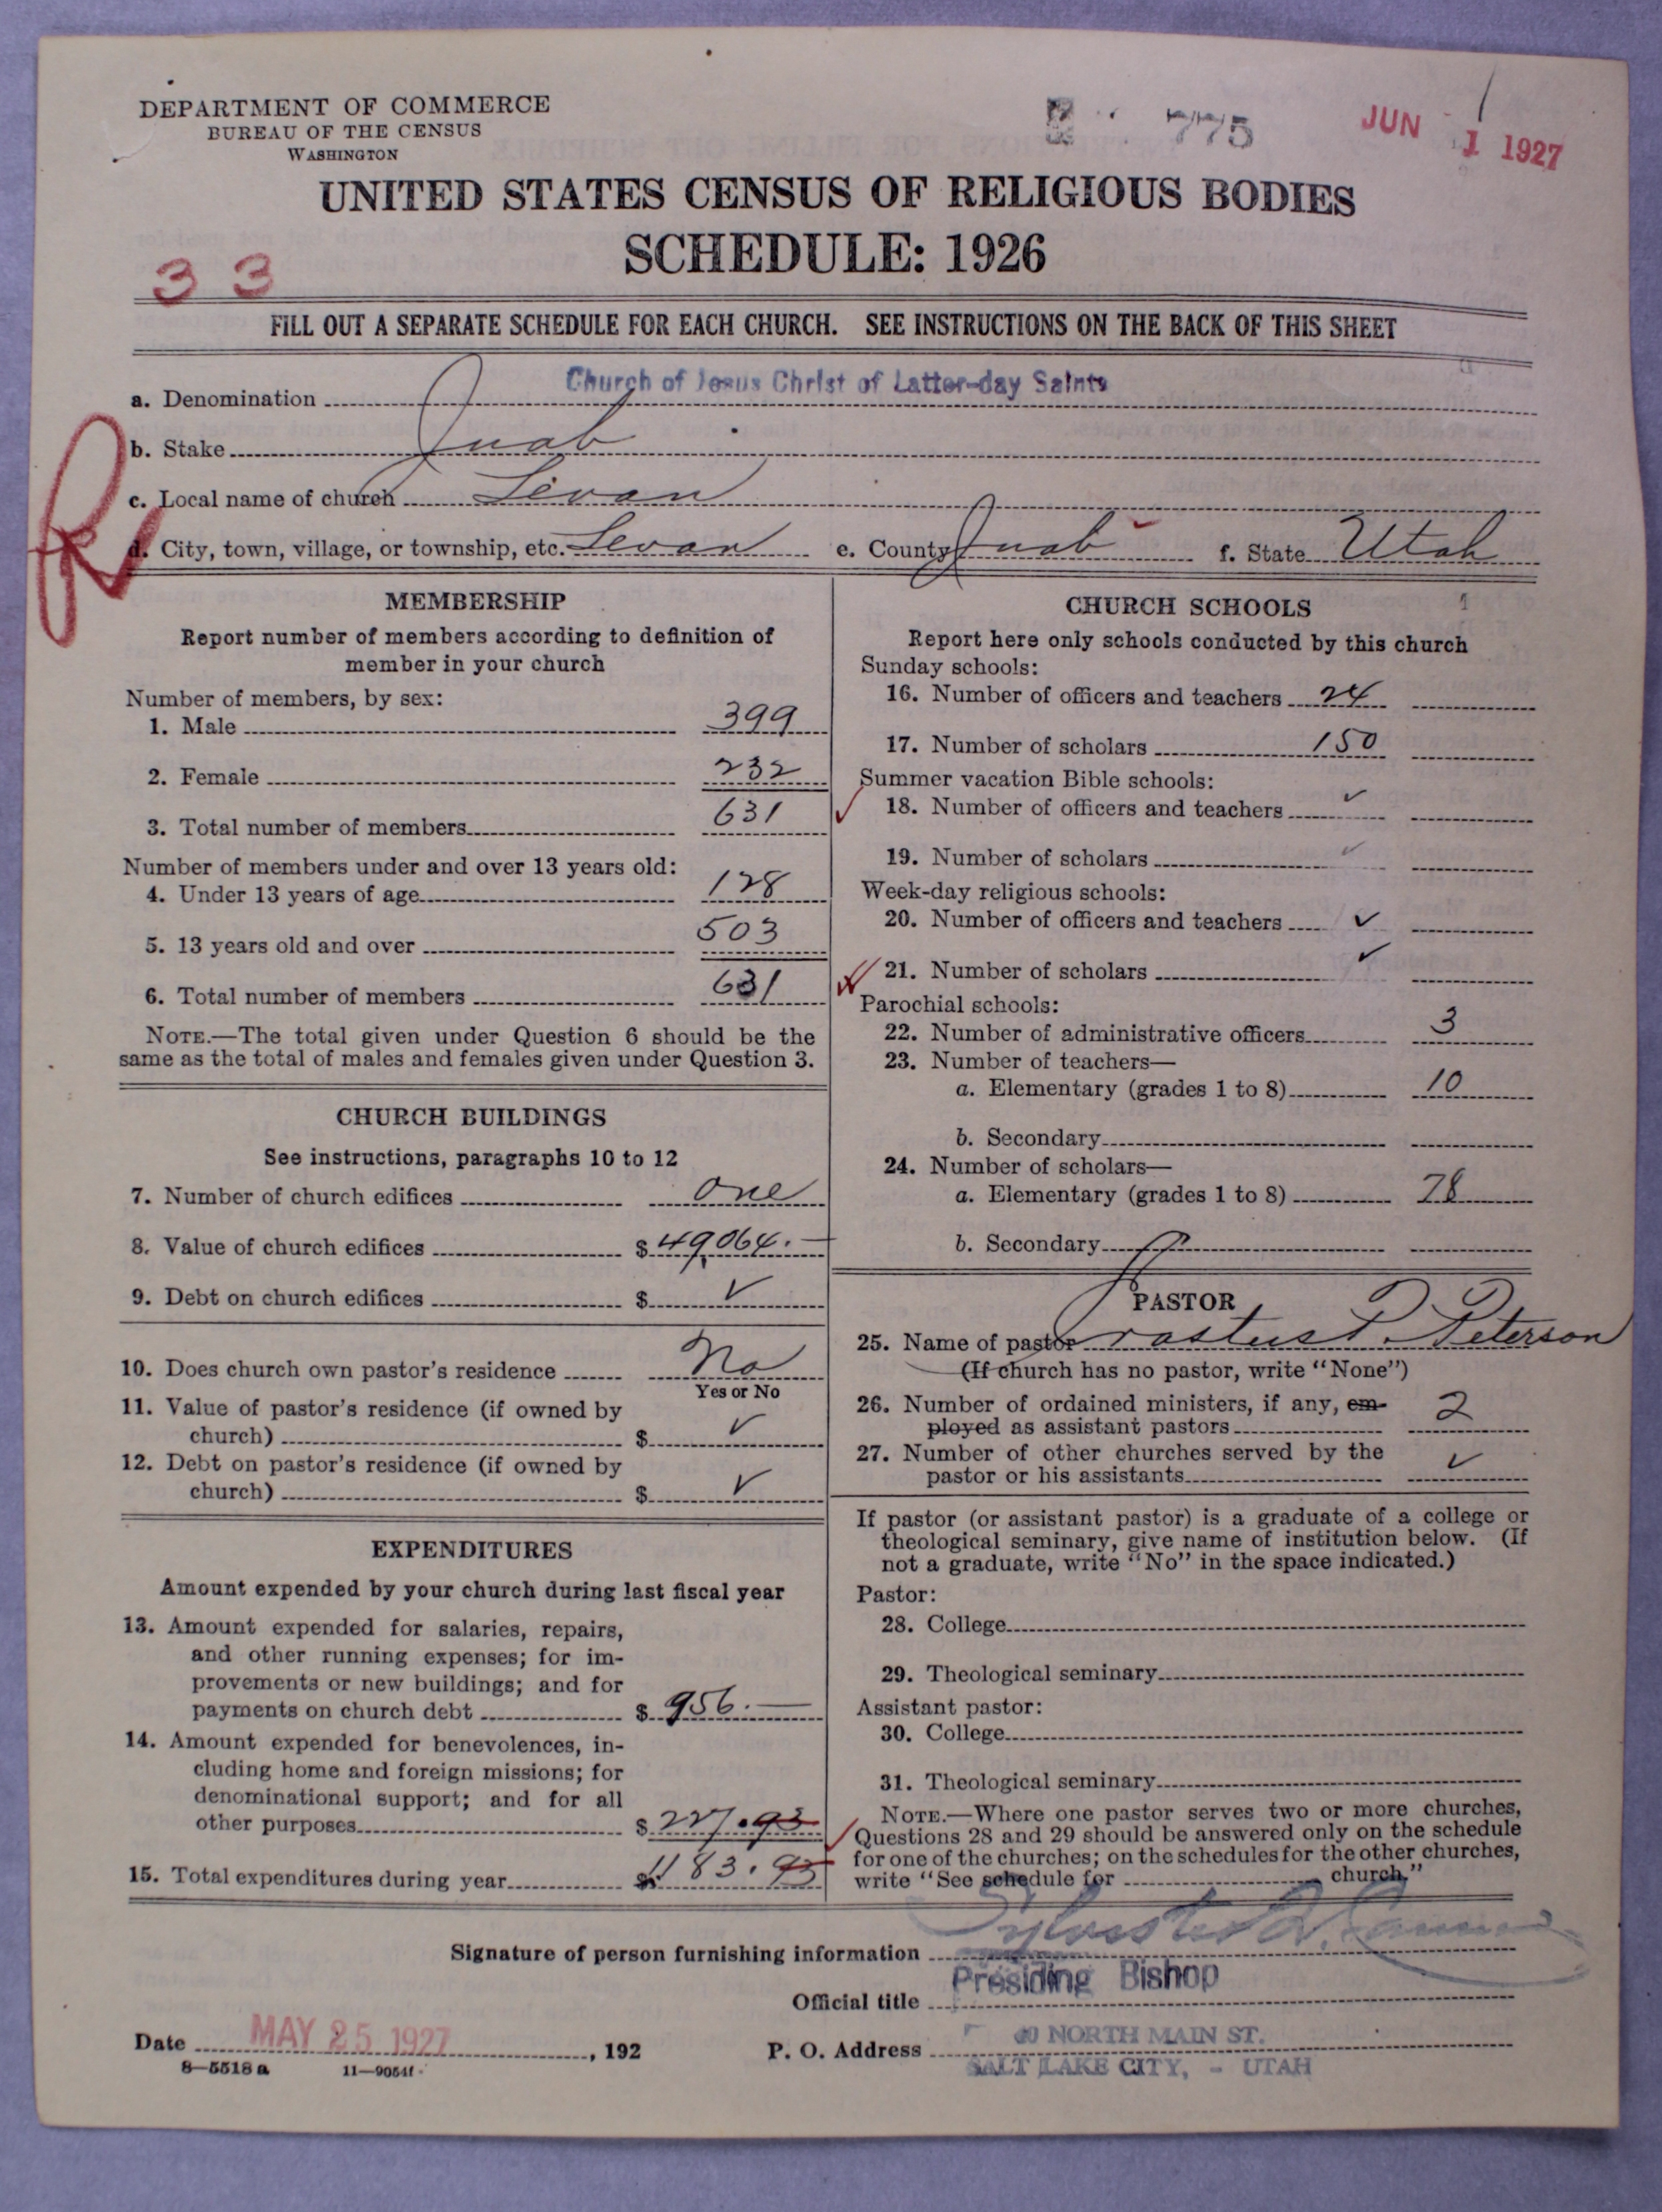 DEPARTMENT OF COMMERCE
BUREAU OF THE CENSUS
WASHINGTON
775
JUN 1 1927
UNITED STATES CENSUS OF RELIGIOUS BODIES
SCHEDULE: 1926
33
FILL OUT A SEPARATE SCHEDULE FOR EACH CHURCH. SEE INSTRUCTIONS ON THE BACK OF THIS SHEET
a. Denomination Church of Jesus Christ of Latter-day Saints
b. Stake Juab
c. Local name of church Levan
d. City, town, village, or township, etc. Levan e. County Juab f. State Utah
MEMBERSHIP
Report number of members according to definition of
member in your church
Number of members, by sex:
1. Male 399
2. Female 232
3. Total number of members 631
Number of members under and over 13 years old:
4. Under 13 years of age 128
5. 13 years old and over 503
6. Total number of members 631
NOTE.—The total given under Question 6 should be the
same as the total of males and females given under Question 3.
CHURCH BUILDINGS
See instructions, paragraphs 10 to 12
7. Number of church edifices one
8. Value of church edifices $ 49,064.—
9. Debt on church edifices $ ✓
10. Does church own pastor's residence No
Yes or No
11. Value of pastor's residence (if owned by
church) $ ✓
12. Debt on pastor's residence (if owned by
church) $ ✓
EXPENDITURES
Amount expended by your church during last fiscal year
13. Amount expended for salaries, repairs,
and other running expenses; for im-
provements or new buildings; and for
payments on church debt $ 956.—
14. Amount expended for benevolences, in-
cluding home and foreign missions; for
denominational support; and for all
other purposes $ 227.93
15. Total expenditures during year $ 1183.93
CHURCH SCHOOLS
Report here only schools conducted by this church
Sunday schools:
16. Number of officers and teachers 24
17. Number of scholars 150
Summer vacation Bible schools:
18. Number of officers and teachers ✓
19. Number of scholars ✓
Week-day religious schools:
20. Number of officers and teachers ✓
21. Number of scholars ✓
Parochial schools:
22. Number of administrative officers 3
23. Number of teachers—
a. Elementary (grades 1 to 8) 10
b. Secondary
24. Number of scholars—
a. Elementary (grades 1 to 8) 78
b. Secondary
PASTOR
25. Name of pastor Erastus P. Peterson
(If church has no pastor, write "None")
26. Number of ordained ministers, if any, em-
ployed as assistant pastors 2
27. Number of other churches served by the
pastor or his assistants ✓
If pastor (or assistant pastor) is a graduate of a college or
theological seminary, give name of institution below. (If
not a graduate, write "No" in the space indicated.)
Pastor:
28. College
29. Theological seminary
Assistant pastor:
30. College
31. Theological seminary
NOTE.—Where one pastor serves two or more churches,
Questions 28 and 29 should be answered only on the schedule
for one of the churches; on the schedules for the other churches,
write "See schedule for church."
Signature of person furnishing information Sylvester Q. Cannon
Official title Presiding Bishop
Date MAY 25 1927, 192 P. O. Address 40 NORTH MAIN ST.
SALT LAKE CITY, - UTAH
8—5518 a 11—9054f